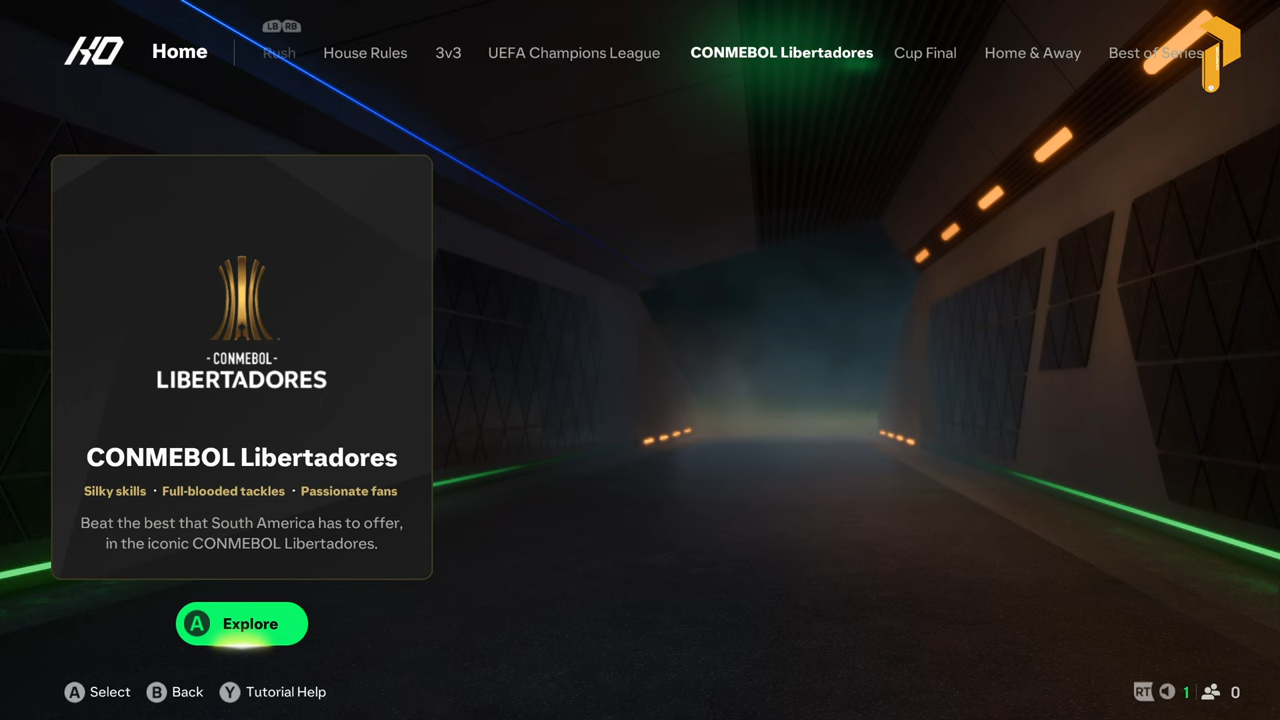 LB RB
KO Home Rush House Rules 3v3 UEFA Champions League CONMEBOL Libertadores Cup Final Home & Away Best of Series
- CONMEBOL -
LIBERTADORES
CONMEBOL Libertadores
Silky skills · Full-blooded tackles · Passionate fans
Beat the best that South America has to offer,
in the iconic CONMEBOL Libertadores.
A Explore
A Select B Back Y Tutorial Help
RT 1 0